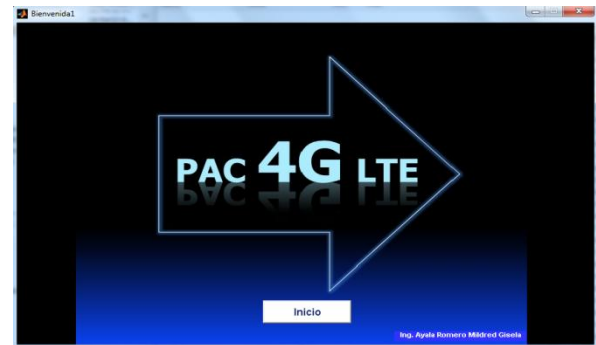 Bienvenida1
PAC 4G LTE
Inicio
Ing. Ayala Romero Mildred Gisela